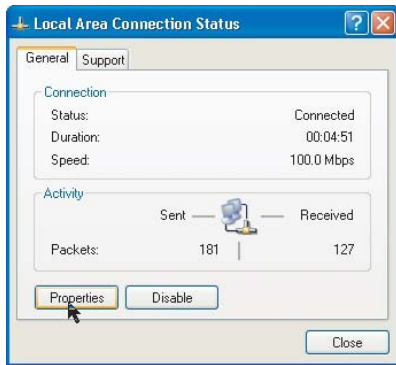 Local Area Connection Status
General Support
Connection
Status: Connected
Duration: 00:04:51
Speed: 100.0 Mbps
Activity
Sent Received
Packets: 181 127
Properties Disable
Close